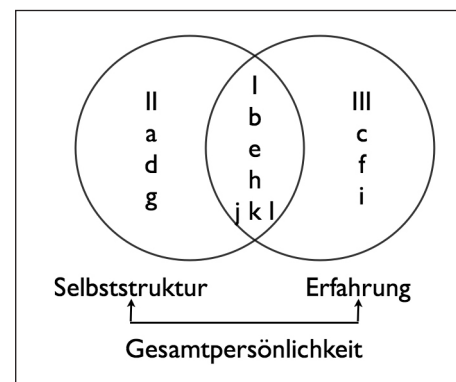 II
a
d
g
I
b
e
h
j k l
III
c
f
i
Selbststruktur
Erfahrung
Gesamtpersönlichkeit